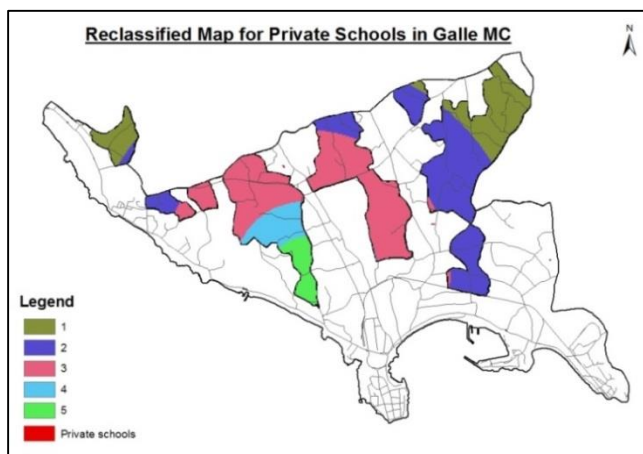 Reclassified Map for Private Schools in Galle MC
N
Legend
1
2
3
4
5
Private schools